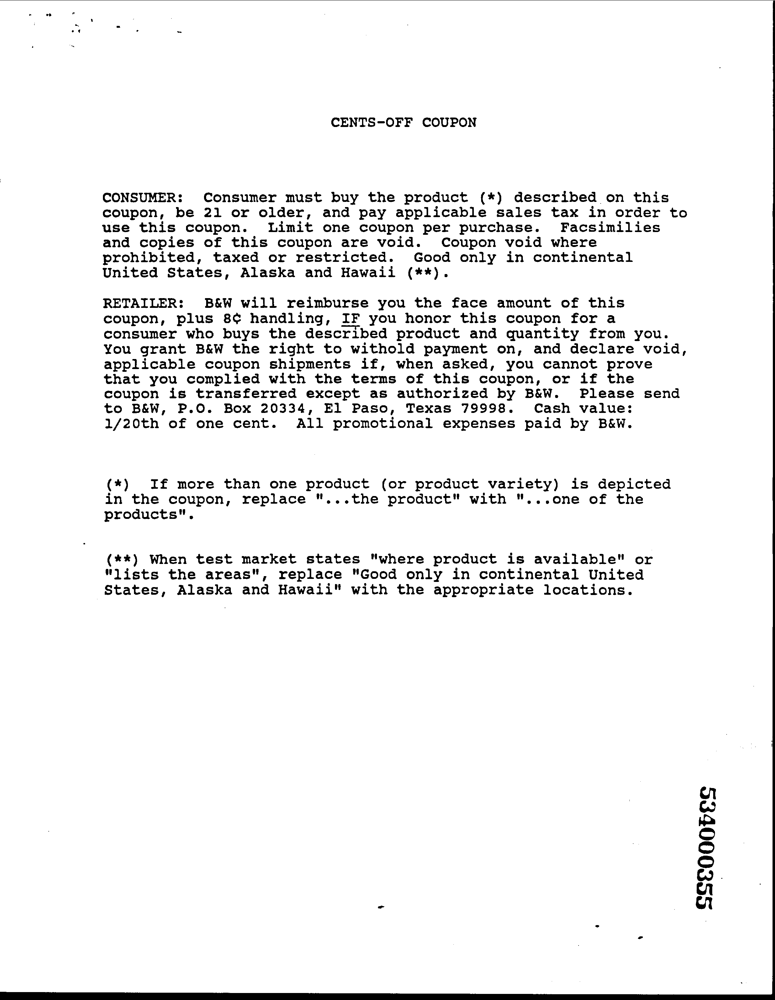 CENTS-OFF COUPON
CONSUMER: Consumer must buy the product (*) described on this
coupon, be 21 or older, and pay applicable sales tax in order to
use this coupon. Limit one coupon per purchase. Facsimilies
and copies of this coupon are void. Coupon void where
prohibited, taxed or restricted. Good only in continental
United States, Alaska and Hawaii (**).
RETAILER: B&W will reimburse you the face amount of this
coupon, plus 8¢ handling, IF you honor this coupon for a
consumer who buys the described product and quantity from you.
You grant B&W the right to withold payment on, and declare void,
applicable coupon shipments if, when asked, you cannot prove
that you complied with the terms of this coupon, or if the
coupon is transferred except as authorized by B&W. Please send
to B&W, P.O. Box 20334, El Paso, Texas 79998. Cash value:
1/20th of one cent. All promotional expenses paid by B&W.
(*) If more than one product (or product variety) is depicted
in the coupon, replace "...the product" with "...one of the
products".
(**) When test market states "where product is available" or
"lists the areas", replace "Good only in continental United
States, Alaska and Hawaii" with the appropriate locations.
534000355